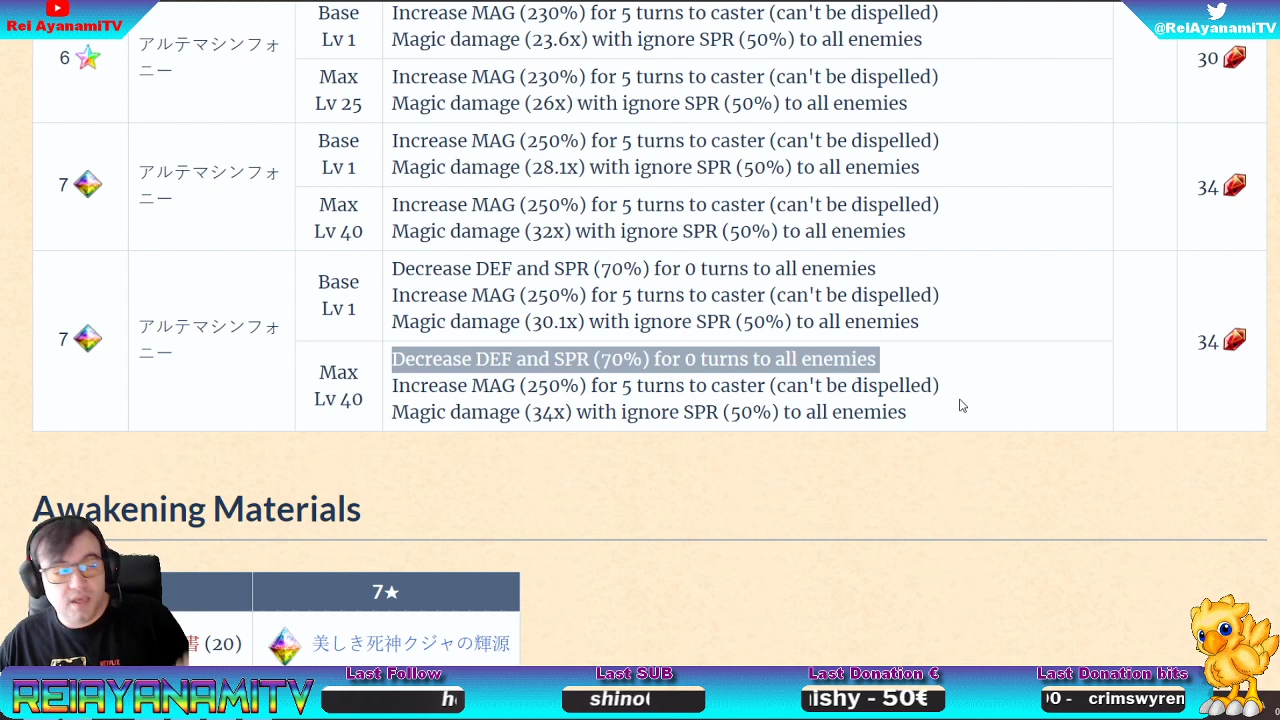 Rei AyanamiTV
@ReIAyanamITV
6
アルテマシンフォ
ニー
Base
Lv 1
Increase MAG (230%) for 5 turns to caster (can't be dispelled)
Magic damage (23.6x) with ignore SPR (50%) to all enemies
30
Max
Lv 25
Increase MAG (230%) for 5 turns to caster (can't be dispelled)
Magic damage (26x) with ignore SPR (50%) to all enemies
7
アルテマシンフォ
ニー
Base
Lv 1
Increase MAG (250%) for 5 turns to caster (can't be dispelled)
Magic damage (28.1x) with ignore SPR (50%) to all enemies
34
Max
Lv 40
Increase MAG (250%) for 5 turns to caster (can't be dispelled)
Magic damage (32x) with ignore SPR (50%) to all enemies
7
アルテマシンフォ
ニー
Base
Lv 1
Decrease DEF and SPR (70%) for 0 turns to all enemies
Increase MAG (250%) for 5 turns to caster (can't be dispelled)
Magic damage (30.1x) with ignore SPR (50%) to all enemies
34
Max
Lv 40
Decrease DEF and SPR (70%) for 0 turns to all enemies
Increase MAG (250%) for 5 turns to caster (can't be dispelled)
Magic damage (34x) with ignore SPR (50%) to all enemies
Awakening Materials
7★
書 (20)
美しき死神クジャの輝源
NETFLIX
REIAYANAMITV
Last Follow
Last SUB
shino
Last Donation €
ishy - 50€
Last Donation bits
crimswyren